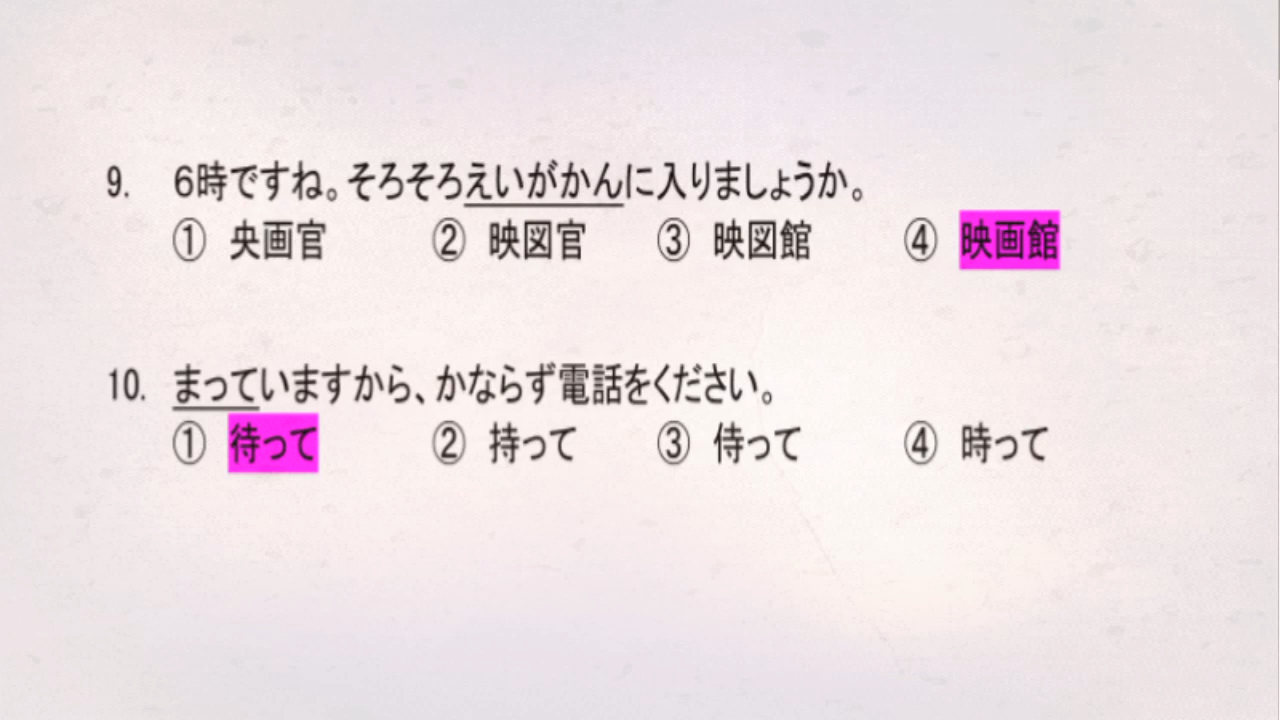 9. 6時ですね。そろそろえいがかんに入りましょうか。
① 央画官 ② 映図官 ③ 映図館 ④ 映画館
10. まっていますから、かならず電話をください。
① 待って ② 持って ③ 侍って ④ 時って